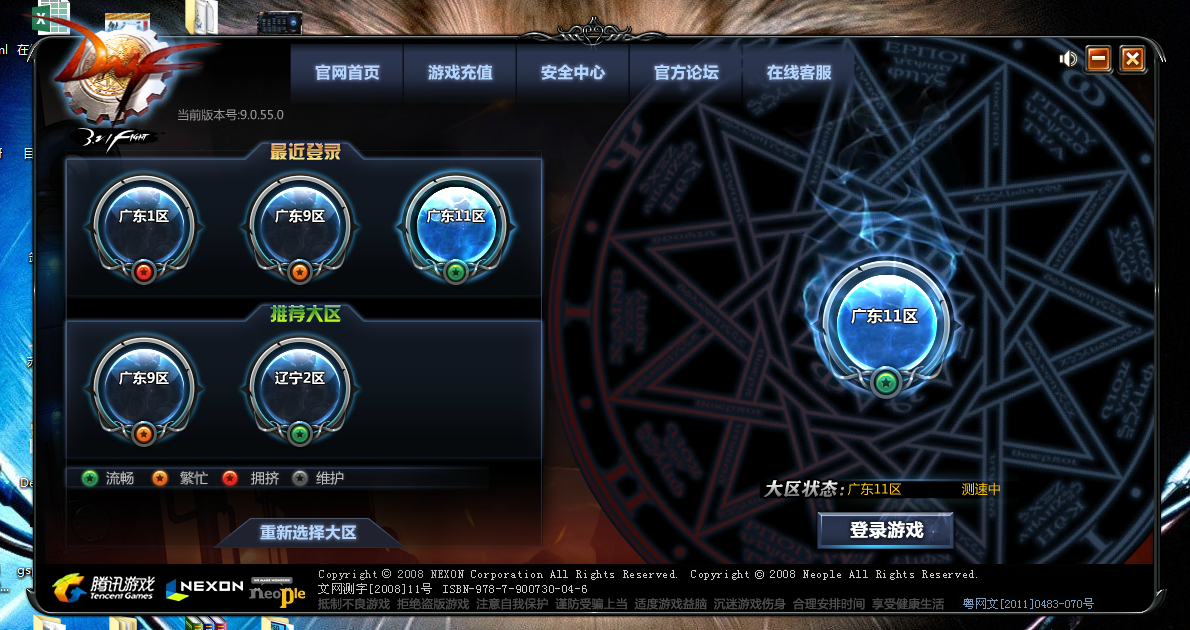 DNF
官网首页 游戏充值 安全中心 官方论坛 在线客服
当前版本号:9.0.55.0
最近登录
广东1区 广东9区 广东11区
推荐大区
广东9区 辽宁2区
流畅 繁忙 拥挤 维护
重新选择大区
广东11区
大区状态: 广东11区 测速中
登录游戏
腾讯游戏
Tencent Games
NEXON
neople
Copyright © 2008 NEXON Corporation All Rights Reserved. Copyright © 2008 Neople All Rights Reserved.
文网测字[2008]11号 ISBN-978-7-900730-04-6
抵制不良游戏 拒绝盗版游戏 注意自我保护 谨防受骗上当 适度游戏益脑 沉迷游戏伤身 合理安排时间 享受健康生活 粤网文[2011]0483-070号